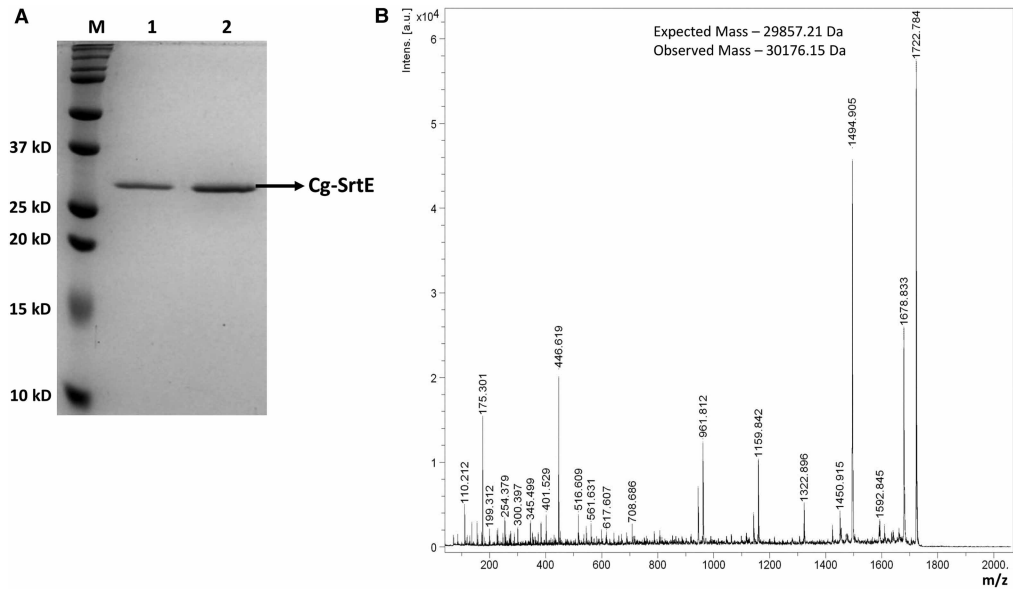 A
M 1 2
37 kD
25 kD
20 kD
15 kD
10 kD
Cg-SrtE
B
Intens. [a.u.]
x10⁴
6
5
4
3
2
1
0
Expected Mass – 29857.21 Da
Observed Mass – 30176.15 Da
110.212
175.301
199.312
254.379
300.397
345.499
401.529
446.619
516.609
561.631
617.607
708.686
961.812
1159.842
1322.896
1450.915
1494.905
1592.845
1678.833
1722.784
200 400 600 800 1000 1200 1400 1600 1800 2000.
m/z